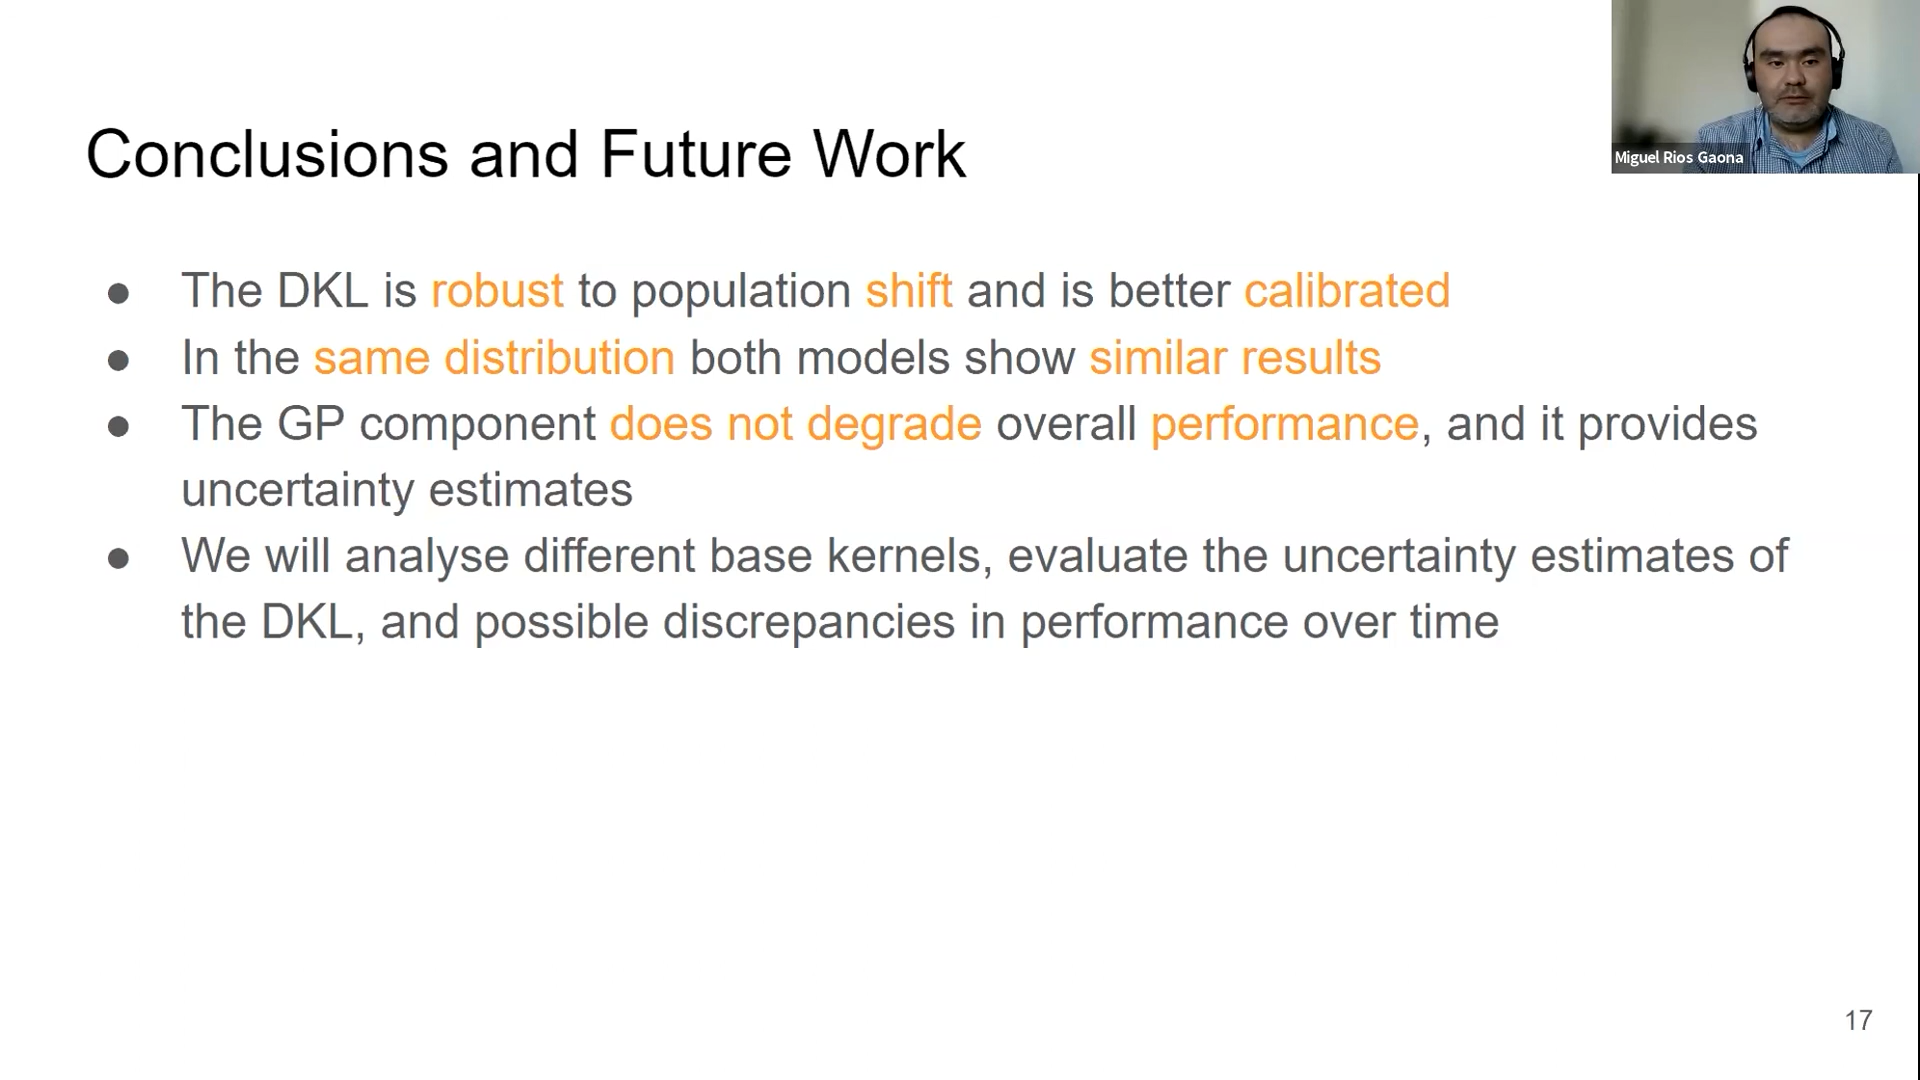 Miguel Rios Gaona
Conclusions and Future Work
● The DKL is robust to population shift and is better calibrated
● In the same distribution both models show similar results
● The GP component does not degrade overall performance, and it provides
uncertainty estimates
● We will analyse different base kernels, evaluate the uncertainty estimates of
the DKL, and possible discrepancies in performance over time
17